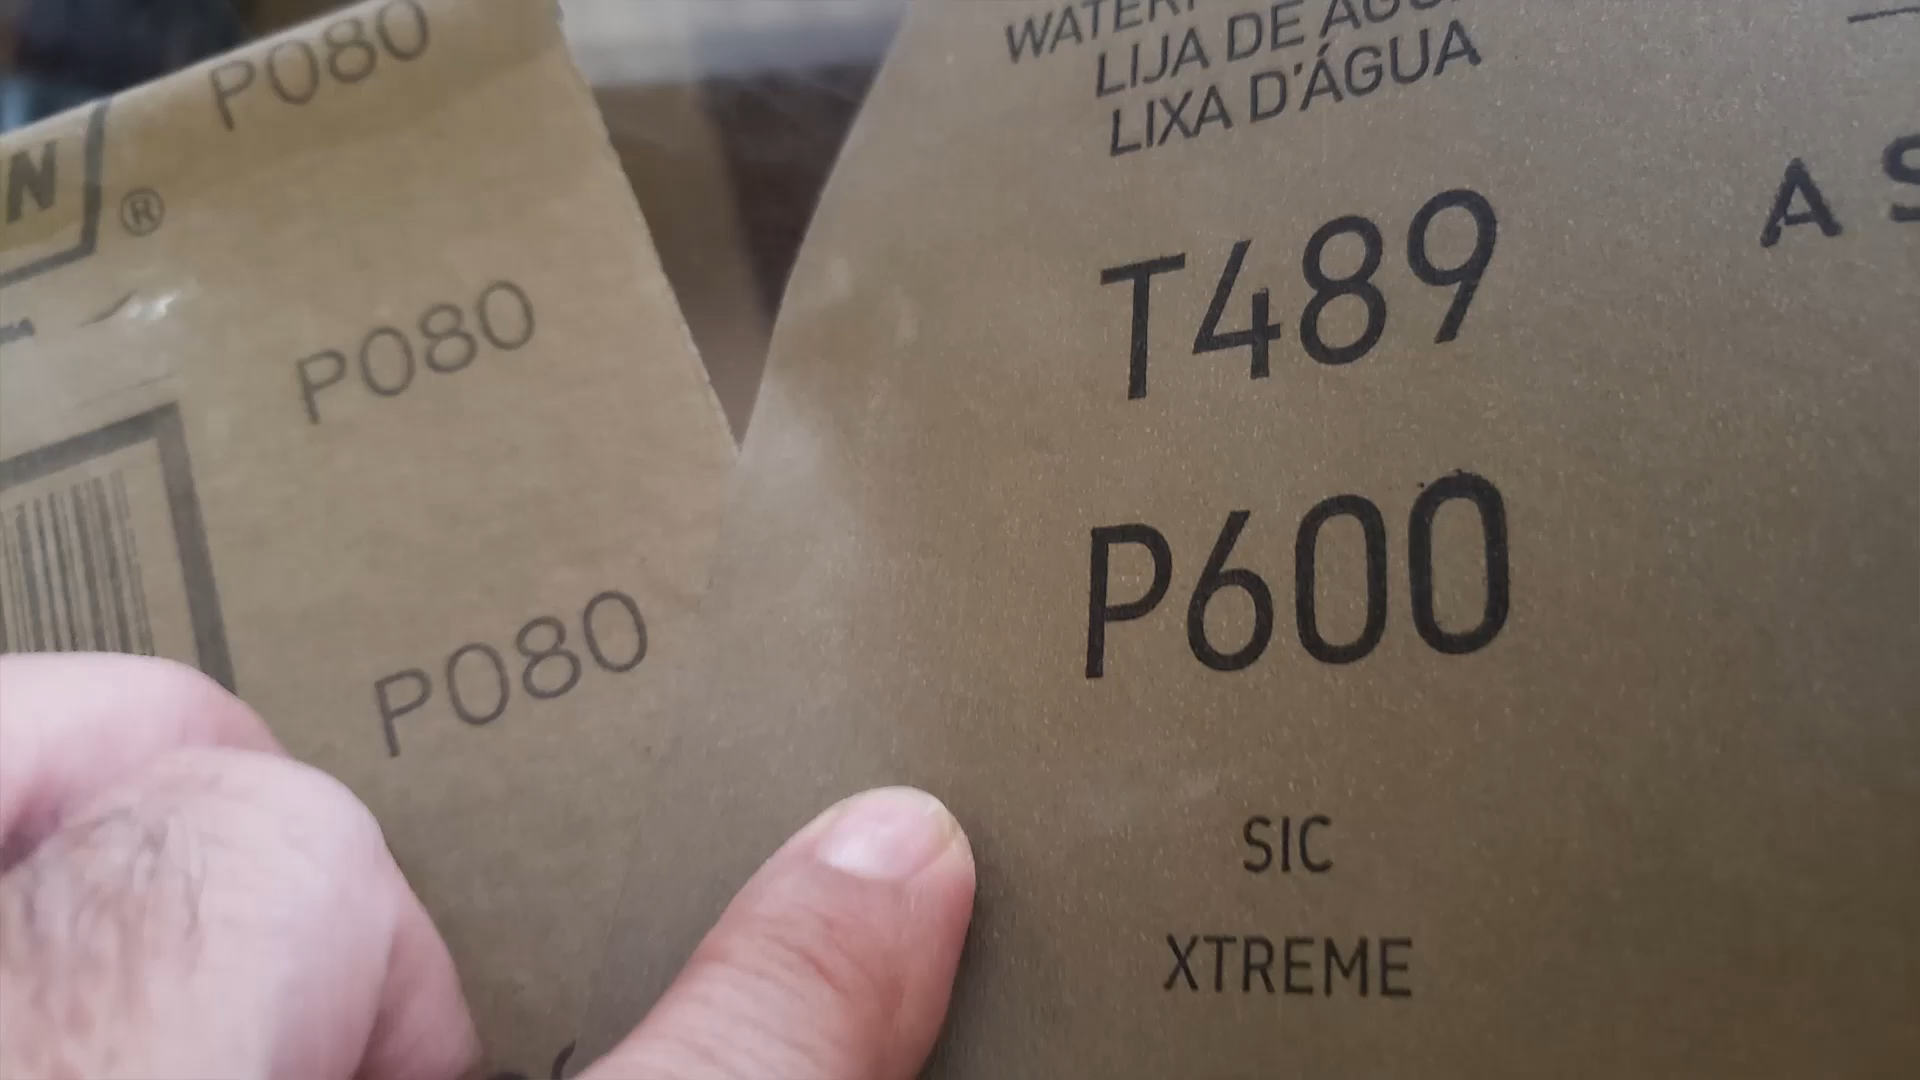 P080
N ®
P080
P080
LIJA DE
LIXA D'ÁGUA
T489
P600
SIC
XTREME
A S